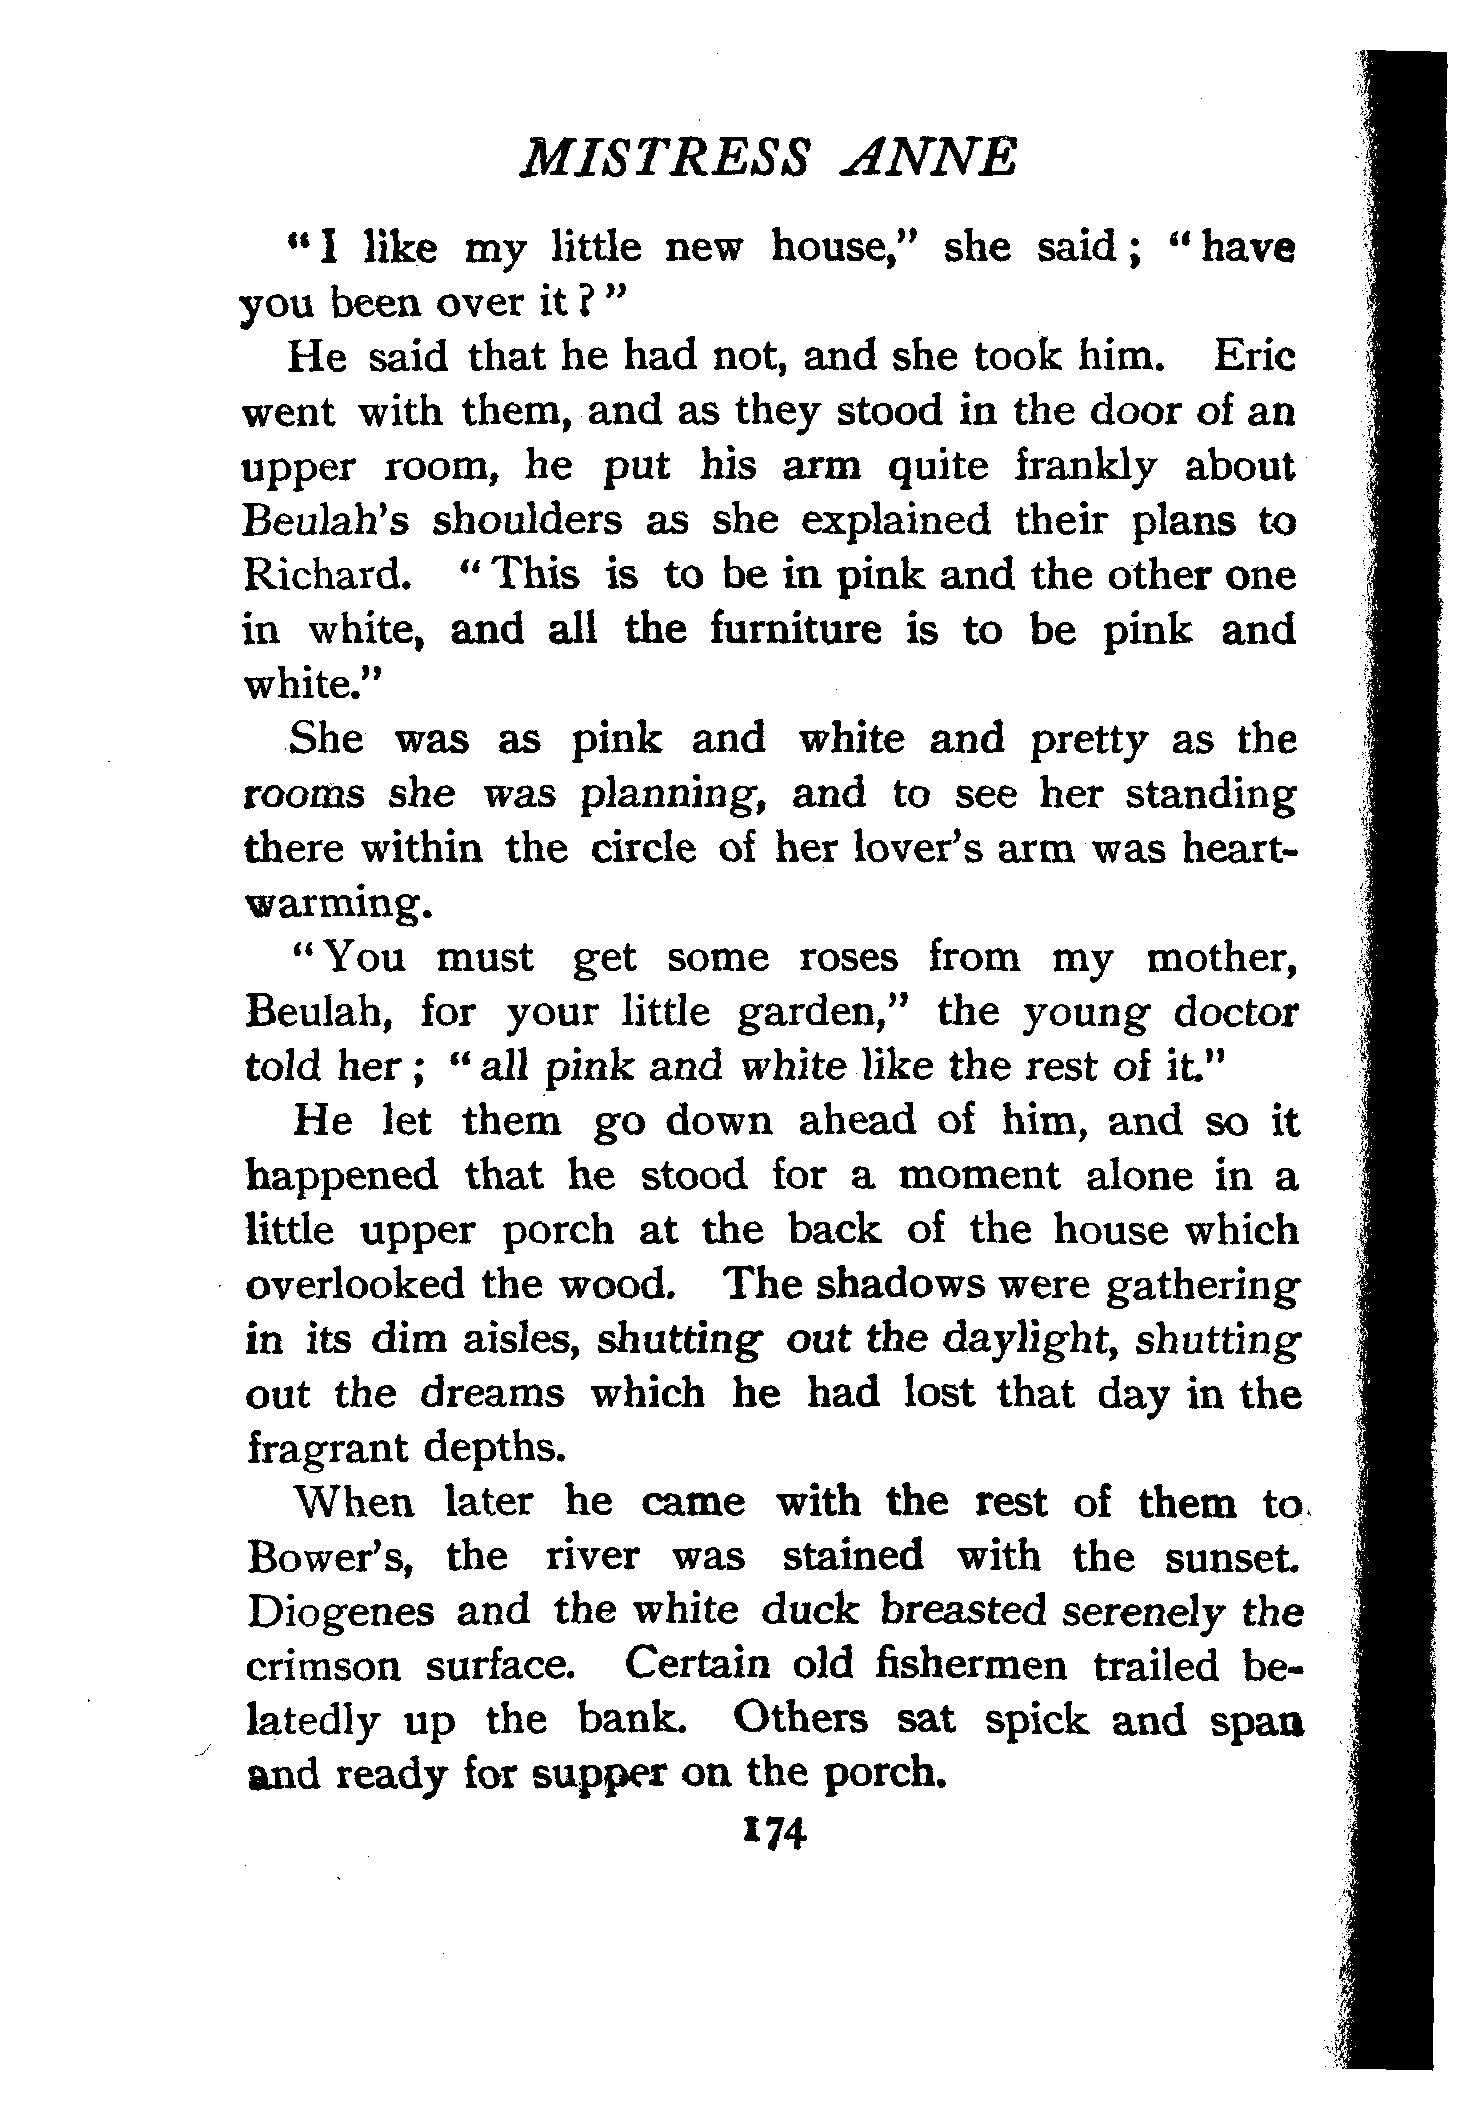 MISTRESS ANNE
"I like my little new house," she said; "have
you been over it?"
He said that he had not, and she took him. Eric
went with them, and as they stood in the door of an
upper room, he put his arm quite frankly about
Beulah's shoulders as she explained their plans to
Richard. "This is to be in pink and the other one
in white, and all the furniture is to be pink and
white."
She was as pink and white and pretty as the
rooms she was planning, and to see her standing
there within the circle of her lover's arm was heart-
warming.
"You must get some roses from my mother,
Beulah, for your little garden," the young doctor
told her; "all pink and white like the rest of it."
He let them go down ahead of him, and so it
happened that he stood for a moment alone in a
little upper porch at the back of the house which
overlooked the wood. The shadows were gathering
in its dim aisles, shutting out the daylight, shutting
out the dreams which he had lost that day in the
fragrant depths.
When later he came with the rest of them to
Bower's, the river was stained with the sunset.
Diogenes and the white duck breasted serenely the
crimson surface. Certain old fishermen trailed be-
latedly up the bank. Others sat spick and span
and ready for supper on the porch.
174